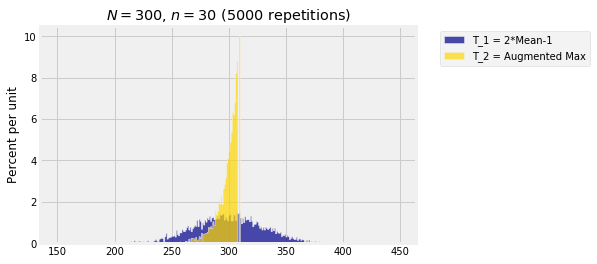 N = 300, n = 30 (5000 repetitions)
T_1 = 2*Mean-1
T_2 = Augmented Max
Percent per unit
10
8
6
4
2
0
150 200 250 300 350 400 450